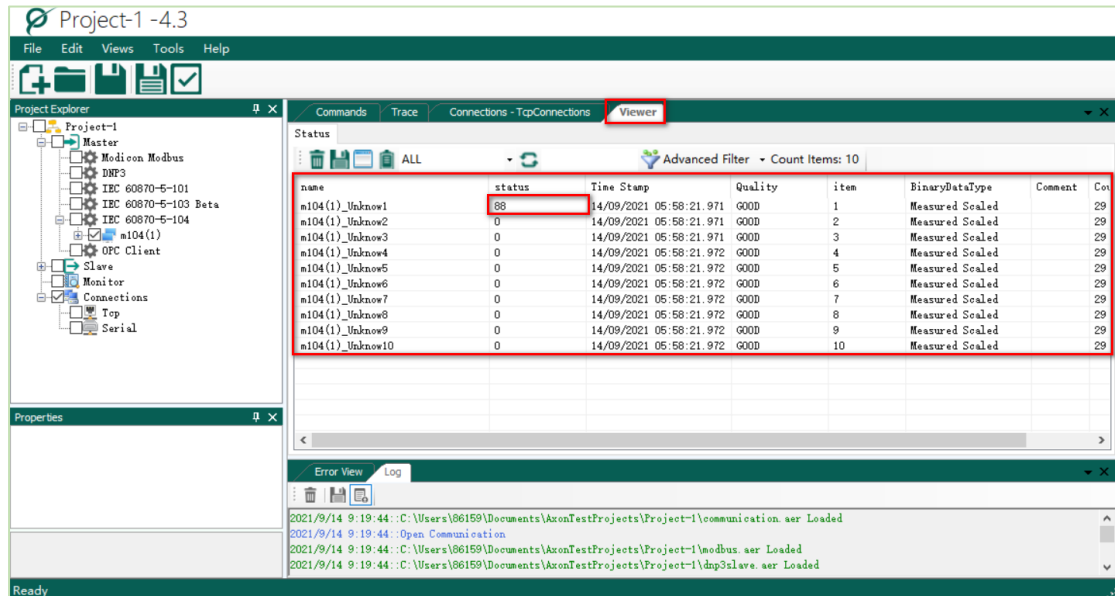 Project-1 -4.3
File Edit Views Tools Help
Project Explorer
Project-1
Master
Modicon Modbus
DNP3
IEC 60870-5-101
IEC 60870-5-103 Beta
IEC 60870-5-104
m104(1)
OPC Client
Slave
Monitor
Connections
Tcp
Serial
Properties
Commands Trace Connections - TcpConnections Viewer
Status
ALL Advanced Filter Count Items: 10
name status Time Stamp Quality item BinaryDataType Comment Cou
m104(1)_Unknow1 88 14/09/2021 05:58:21.971 GOOD 1 Measured Scaled 29
m104(1)_Unknow2 0 14/09/2021 05:58:21.971 GOOD 2 Measured Scaled 29
m104(1)_Unknow3 0 14/09/2021 05:58:21.971 GOOD 3 Measured Scaled 29
m104(1)_Unknow4 0 14/09/2021 05:58:21.972 GOOD 4 Measured Scaled 29
m104(1)_Unknow5 0 14/09/2021 05:58:21.972 GOOD 5 Measured Scaled 29
m104(1)_Unknow6 0 14/09/2021 05:58:21.972 GOOD 6 Measured Scaled 29
m104(1)_Unknow7 0 14/09/2021 05:58:21.972 GOOD 7 Measured Scaled 29
m104(1)_Unknow8 0 14/09/2021 05:58:21.972 GOOD 8 Measured Scaled 29
m104(1)_Unknow9 0 14/09/2021 05:58:21.972 GOOD 9 Measured Scaled 29
m104(1)_Unknow10 0 14/09/2021 05:58:21.972 GOOD 10 Measured Scaled 29
Error View Log
2021/9/14 9:19:44::C:\Users\86159\Documents\AxonTestProjects\Project-1\communication.aer Loaded
2021/9/14 9:19:44::Open Communication
2021/9/14 9:19:44::C:\Users\86159\Documents\AxonTestProjects\Project-1\modbus.aer Loaded
2021/9/14 9:19:44::C:\Users\86159\Documents\AxonTestProjects\Project-1\dnp3slave.aer Loaded
Ready